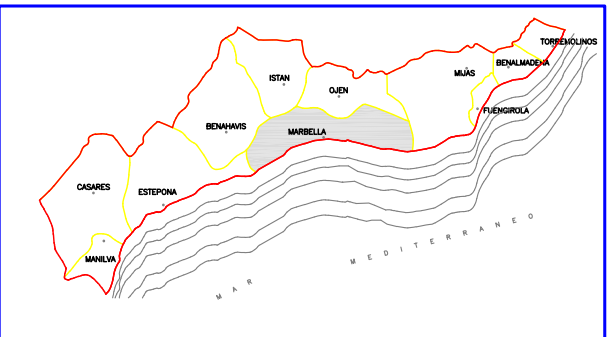 TORREMOLINOS
BENALMADENA
MIJAS
ISTAN
OJEN
FUENGIROLA
BENAHAVIS
MARBELLA
CASARES
ESTEPONA
MANILVA
MAR MEDITERRANEO